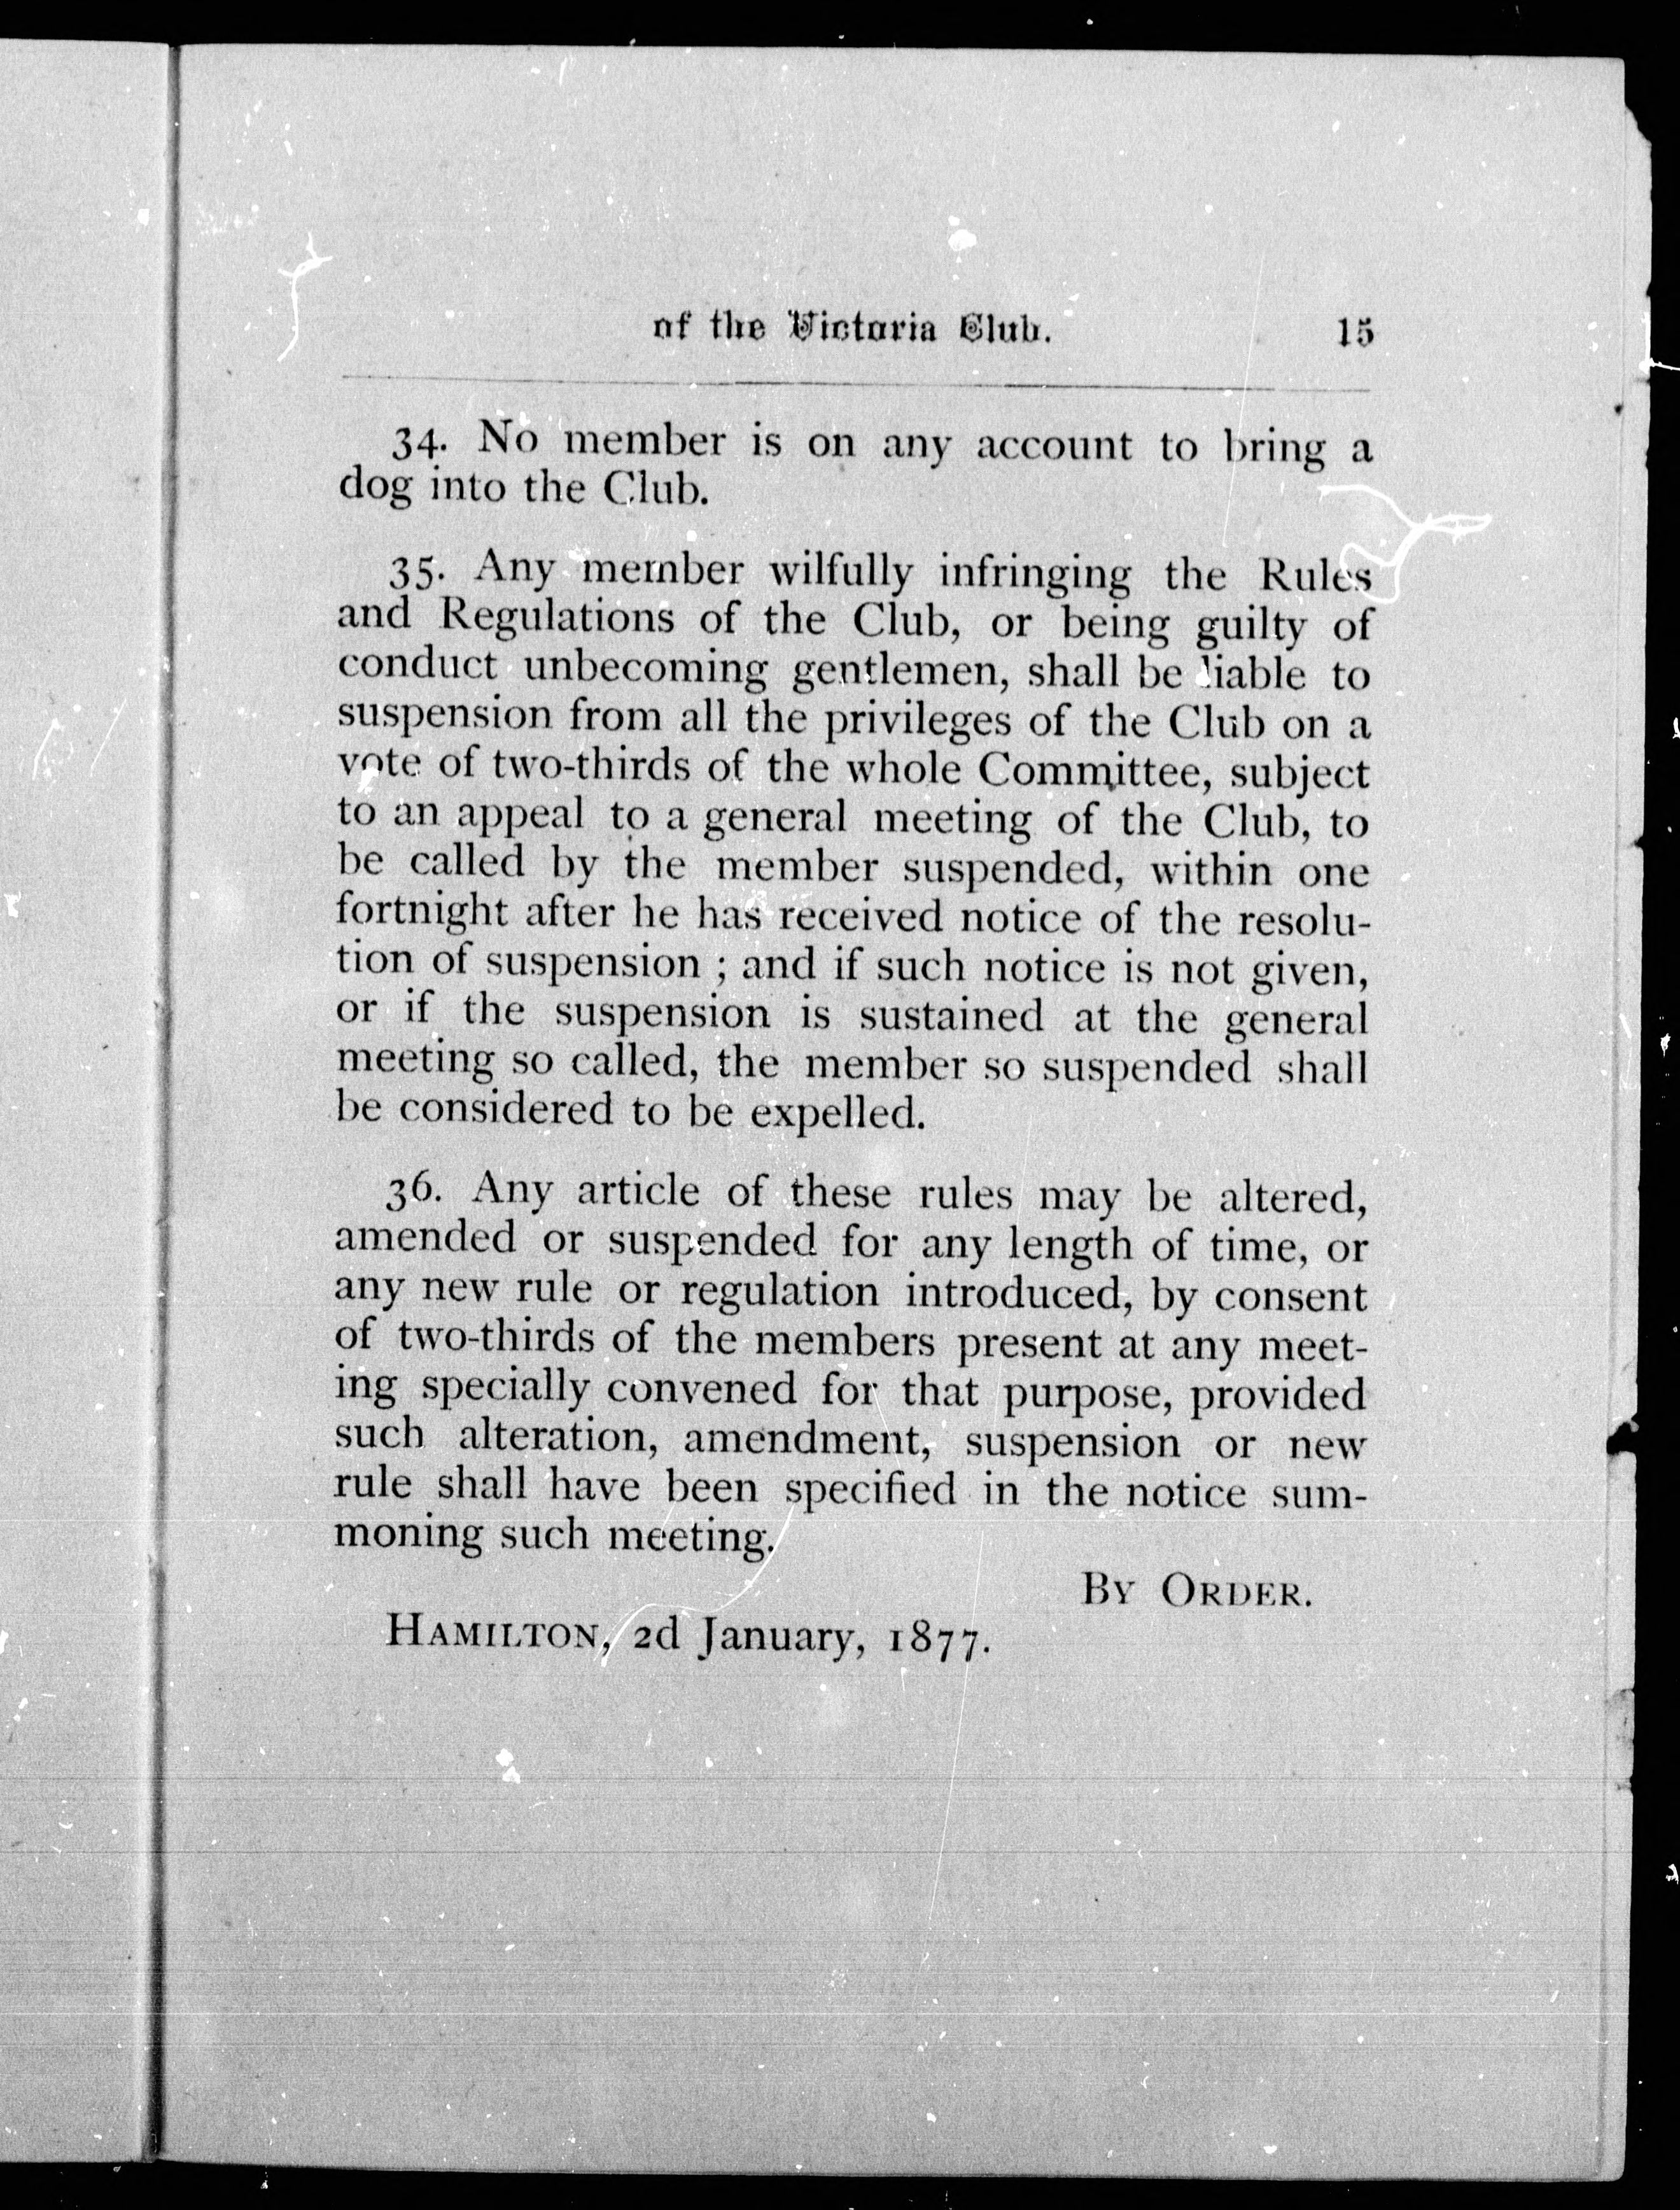 of the Victoria Club. 15
34. No member is on any account to bring a
dog into the Club.
35. Any member wilfully infringing the Rules
and Regulations of the Club, or being guilty of
conduct unbecoming gentlemen, shall be liable to
suspension from all the privileges of the Club on a
vote of two-thirds of the whole Committee, subject
to an appeal to a general meeting of the Club, to
be called by the member suspended, within one
fortnight after he has received notice of the resolu-
tion of suspension ; and if such notice is not given,
or if the suspension is sustained at the general
meeting so called, the member so suspended shall
be considered to be expelled.
36. Any article of these rules may be altered,
amended or suspended for any length of time, or
any new rule or regulation introduced, by consent
of two-thirds of the members present at any meet-
ing specially convened for that purpose, provided
such alteration, amendment, suspension or new
rule shall have been specified in the notice sum-
moning such meeting.
BY ORDER.
HAMILTON, 2d January, 1877.